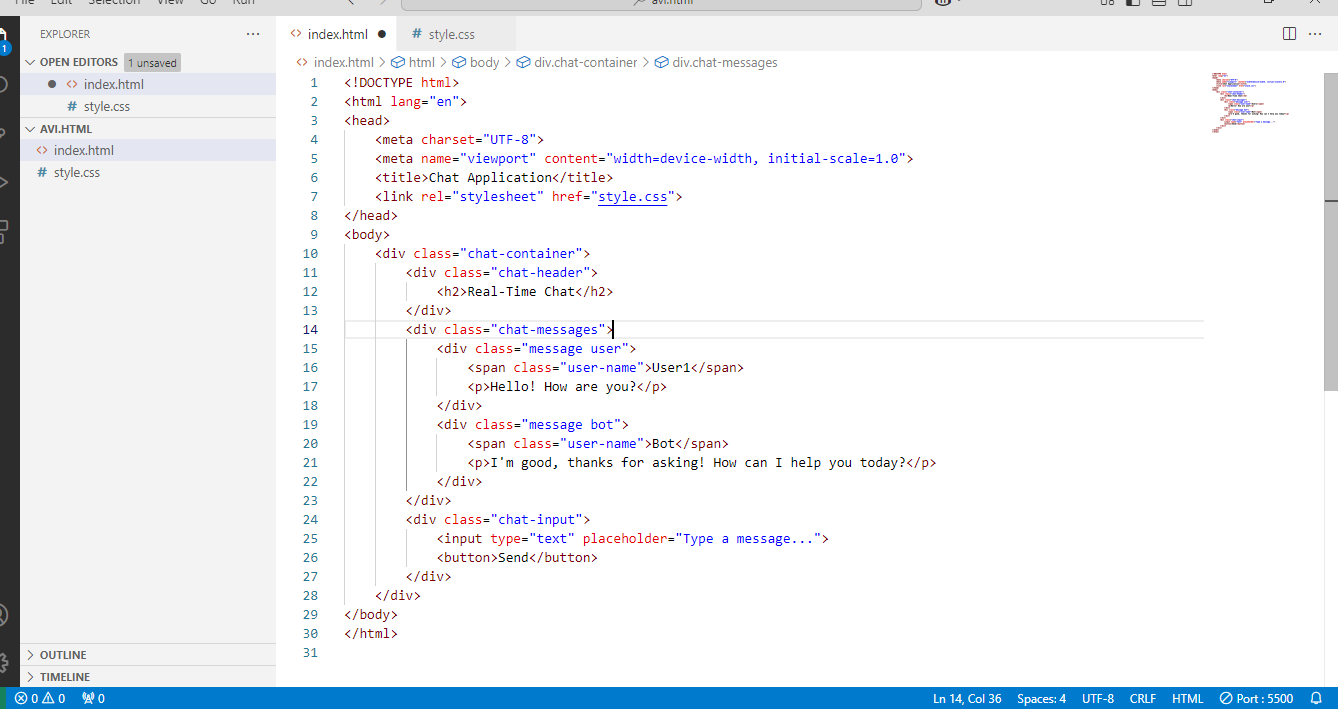 File Edit Selection View Go Run
avi.html
1
EXPLORER
OPEN EDITORS 1 unsaved
index.html
style.css
AVI.HTML
index.html
style.css
OUTLINE
TIMELINE
index.html
# style.css
index.html > html > body > div.chat-container > div.chat-messages
1 <!DOCTYPE html>
2 <html lang="en">
3 <head>
4 <meta charset="UTF-8">
5 <meta name="viewport" content="width=device-width, initial-scale=1.0">
6 <title>Chat Application</title>
7 <link rel="stylesheet" href="style.css">
8 </head>
9 <body>
10 <div class="chat-container">
11 <div class="chat-header">
12 <h2>Real-Time Chat</h2>
13 </div>
14 <div class="chat-messages">
15 <div class="message user">
16 <span class="user-name">User1</span>
17 <p>Hello! How are you?</p>
18 </div>
19 <div class="message bot">
20 <span class="user-name">Bot</span>
21 <p>I'm good, thanks for asking! How can I help you today?</p>
22 </div>
23 </div>
24 <div class="chat-input">
25 <input type="text" placeholder="Type a message...">
26 <button>Send</button>
27 </div>
28 </div>
29 </body>
30 </html>
31
0 0 0 Ln 14, Col 36 Spaces: 4 UTF-8 CRLF HTML Port : 5500